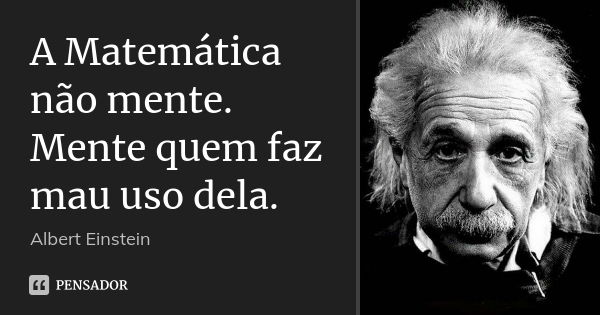 A Matemática
não mente.
Mente quem faz
mau uso dela.
Albert Einstein
PENSADOR